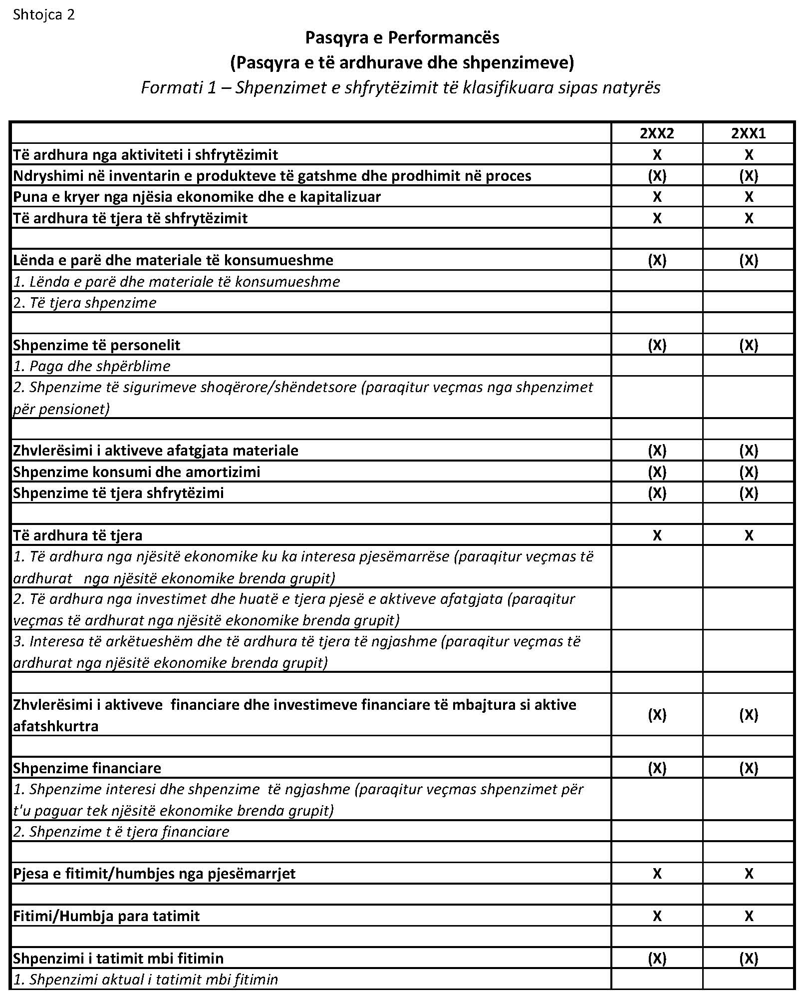 Shtojca 2
Pasqyra e Performancës
(Pasqyra e të ardhurave dhe shpenzimeve)
Formati 1 – Shpenzimet e shfrytëzimit të klasifikuara sipas natyrës
2XX2 2XX1
Të ardhura nga aktiviteti i shfrytëzimit X X
Ndryshimi në inventarin e produkteve të gatshme dhe prodhimit në proces (X) (X)
Puna e kryer nga njësia ekonomike dhe e kapitalizuar X X
Të ardhura të tjera të shfrytëzimit X X
Lënda e parë dhe materiale të konsumueshme (X) (X)
1. Lënda e parë dhe materiale të konsumueshme
2. Të tjera shpenzime
Shpenzime të personelit (X) (X)
1. Paga dhe shpërblime
2. Shpenzime të sigurimeve shoqërore/shëndetsore (paraqitur veçmas nga shpenzimet
për pensionet)
Zhvlerësimi i aktiveve afatgjata materiale (X) (X)
Shpenzime konsumi dhe amortizimi (X) (X)
Shpenzime të tjera shfrytëzimi (X) (X)
Të ardhura të tjera X X
1. Të ardhura nga njësitë ekonomike ku ka interesa pjesëmarrëse (paraqitur veçmas të
ardhurat nga njësitë ekonomike brenda grupit)
2. Të ardhura nga investimet dhe huatë e tjera pjesë e aktiveve afatgjata (paraqitur
veçmas të ardhurat nga njësitë ekonomike brenda grupit)
3. Interesa të arkëtueshëm dhe të ardhura të tjera të ngjashme (paraqitur veçmas të
ardhurat nga njësitë ekonomike brenda grupit)
Zhvlerësimi i aktiveve financiare dhe investimeve financiare të mbajtura si aktive
afatshkurtra (X) (X)
Shpenzime financiare (X) (X)
1. Shpenzime interesi dhe shpenzime të ngjashme (paraqitur veçmas shpenzimet për
t'u paguar tek njësitë ekonomike brenda grupit)
2. Shpenzime t ë tjera financiare
Pjesa e fitimit/humbjes nga pjesëmarrjet X X
Fitimi/Humbja para tatimit X X
Shpenzimi i tatimit mbi fitimin (X) (X)
1. Shpenzimi aktual i tatimit mbi fitimin